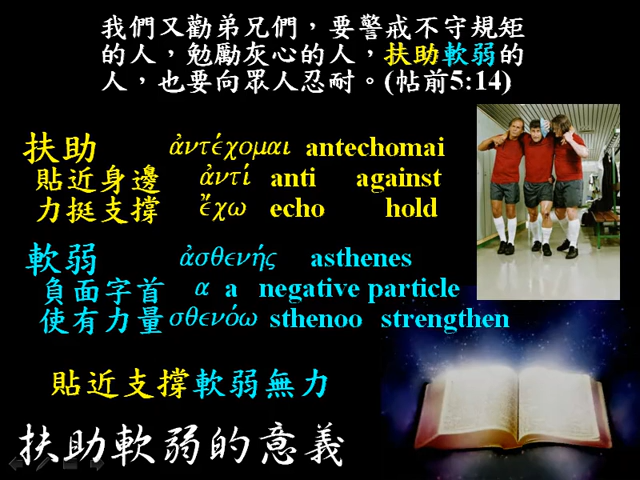 我們又勸弟兄們，要警戒不守規矩
的人，勉勵灰心的人，扶助軟弱的
人，也要向眾人忍耐。(帖前5:14)
扶助 ἀντέχομαι antechomai
貼近身邊 ἀντί anti against
力挺支撐 ἔχω echo hold
軟弱 ἀσθενής asthenes
負面字首 α a negative particle
使有力量 σθενόω sthenoo strengthen
貼近支撐軟弱無力
扶助軟弱的意義